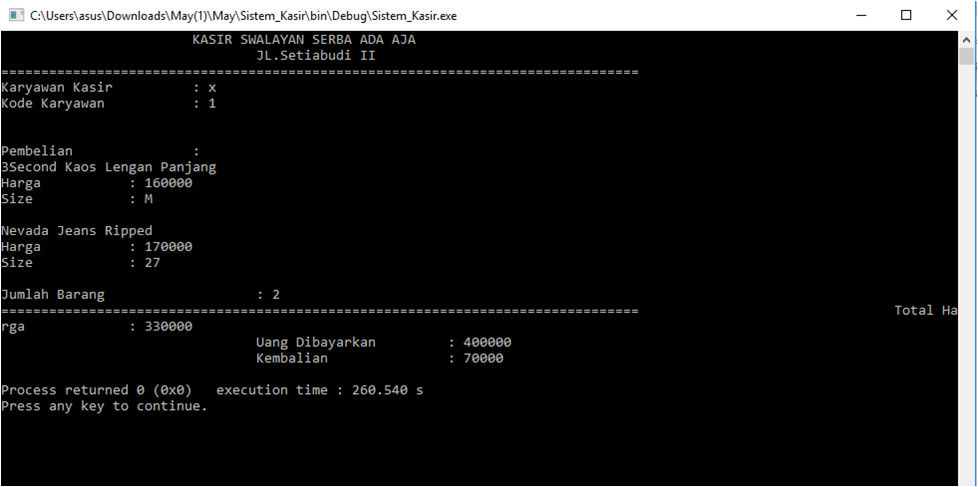 C:\Users\asus\Downloads\May(1)\May\Sistem_Kasir\bin\Debug\Sistem_Kasir.exe
KASIR SWALAYAN SERBA ADA AJA
JL.Setiabudi II
================================================================================
Karyawan Kasir : x
Kode Karyawan : 1
Pembelian :
3Second Kaos Lengan Panjang
Harga : 160000
Size : M
Nevada Jeans Ripped
Harga : 170000
Size : 27
Jumlah Barang : 2
================================================================================ Total Ha
rga : 330000
Uang Dibayarkan : 400000
Kembalian : 70000
Process returned 0 (0x0) execution time : 260.540 s
Press any key to continue.